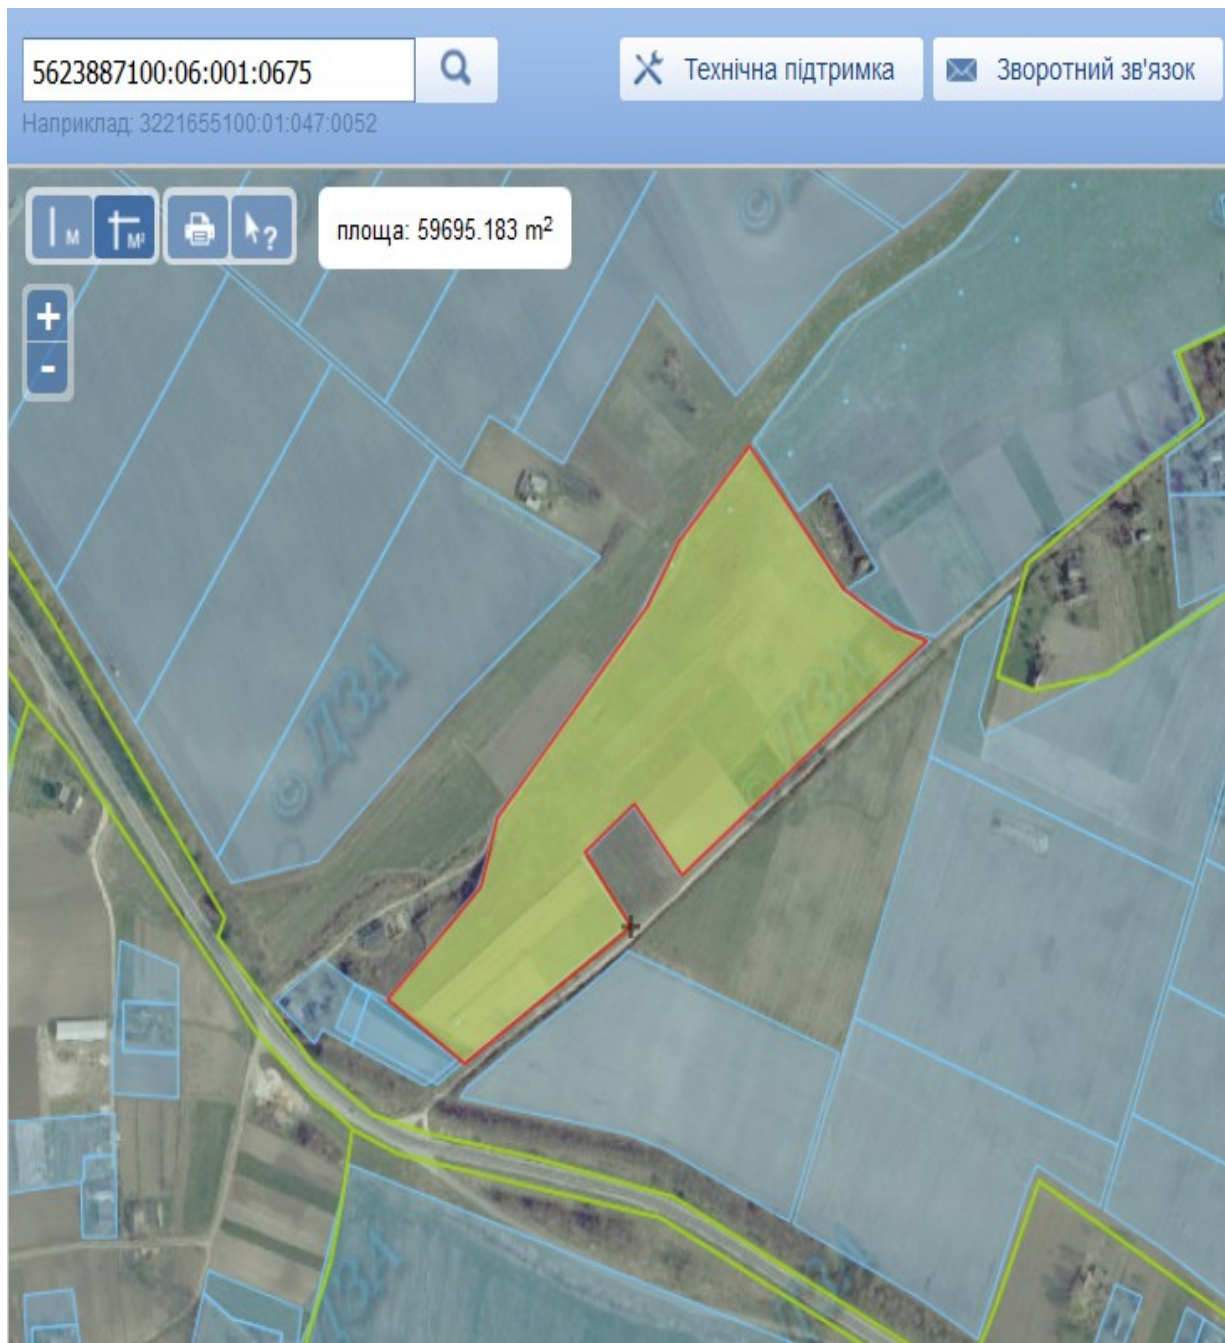 5623887100:06:001:0675
Технічна підтримка
Зворотний зв'язок
Наприклад: 3221655100:01:047:0052
М
М²
?
площа: 59695.183 m²
+
-
© ДЗА
© ДЗА
ДЗА